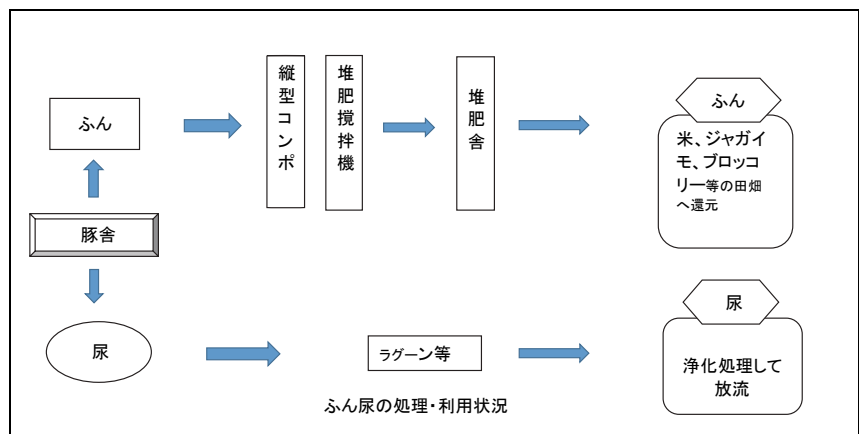 ふん
縦型コンポ
堆肥撹拌機
堆肥舎
ふん
米、ジャガイ
モ、ブロッコ
リー等の田畑
へ還元
豚舎
尿
ラグーン等
尿
浄化処理して
放流
ふん尿の処理・利用状況